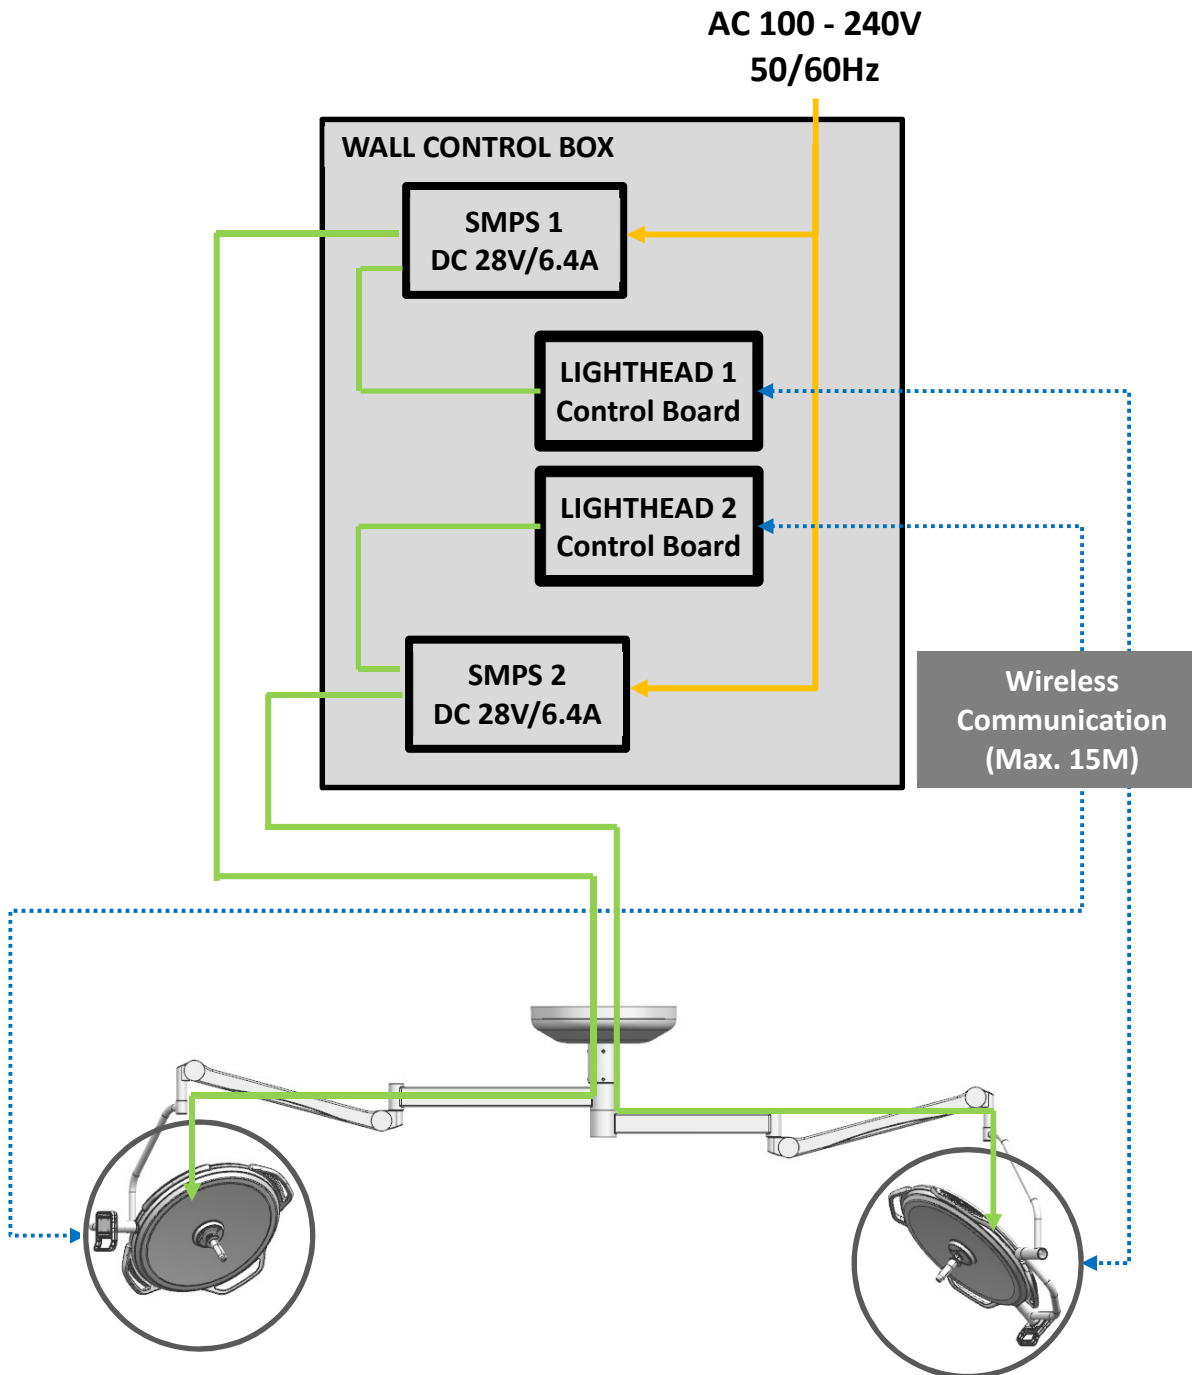 AC 100 - 240V
50/60Hz
WALL CONTROL BOX
SMPS 1
DC 28V/6.4A
LIGHTHEAD 1
Control Board
LIGHTHEAD 2
Control Board
SMPS 2
DC 28V/6.4A
Wireless
Communication
(Max. 15M)